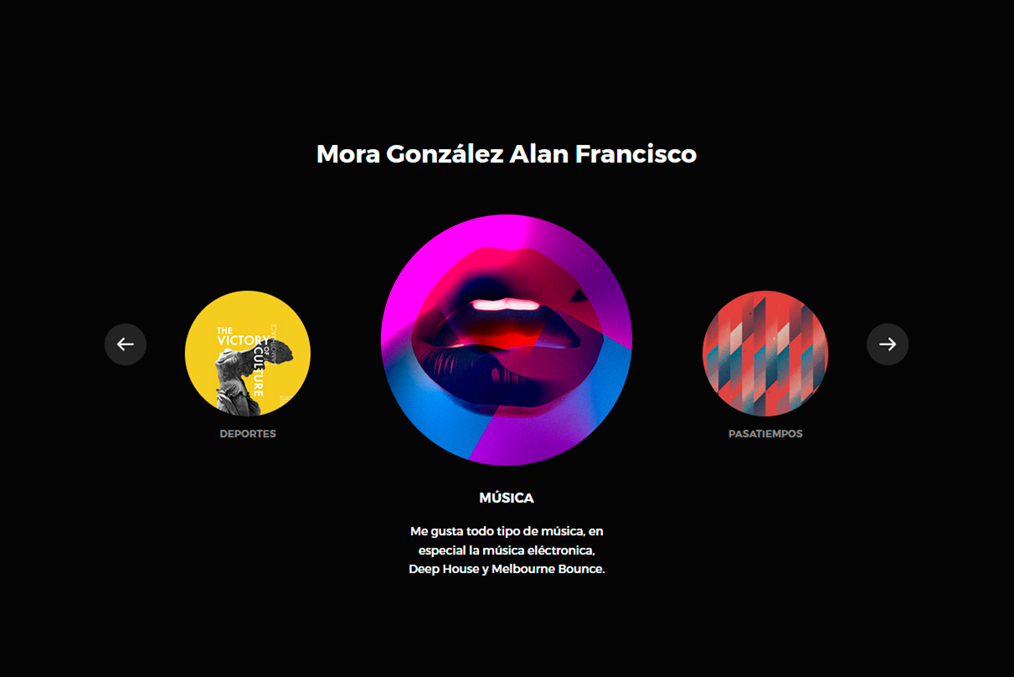 Mora González Alan Francisco
THE
VICTORY
OF
CULTURE
DEPORTES
PASATIEMPOS
MÚSICA
Me gusta todo tipo de música, en
especial la música eléctronica,
Deep House y Melbourne Bounce.